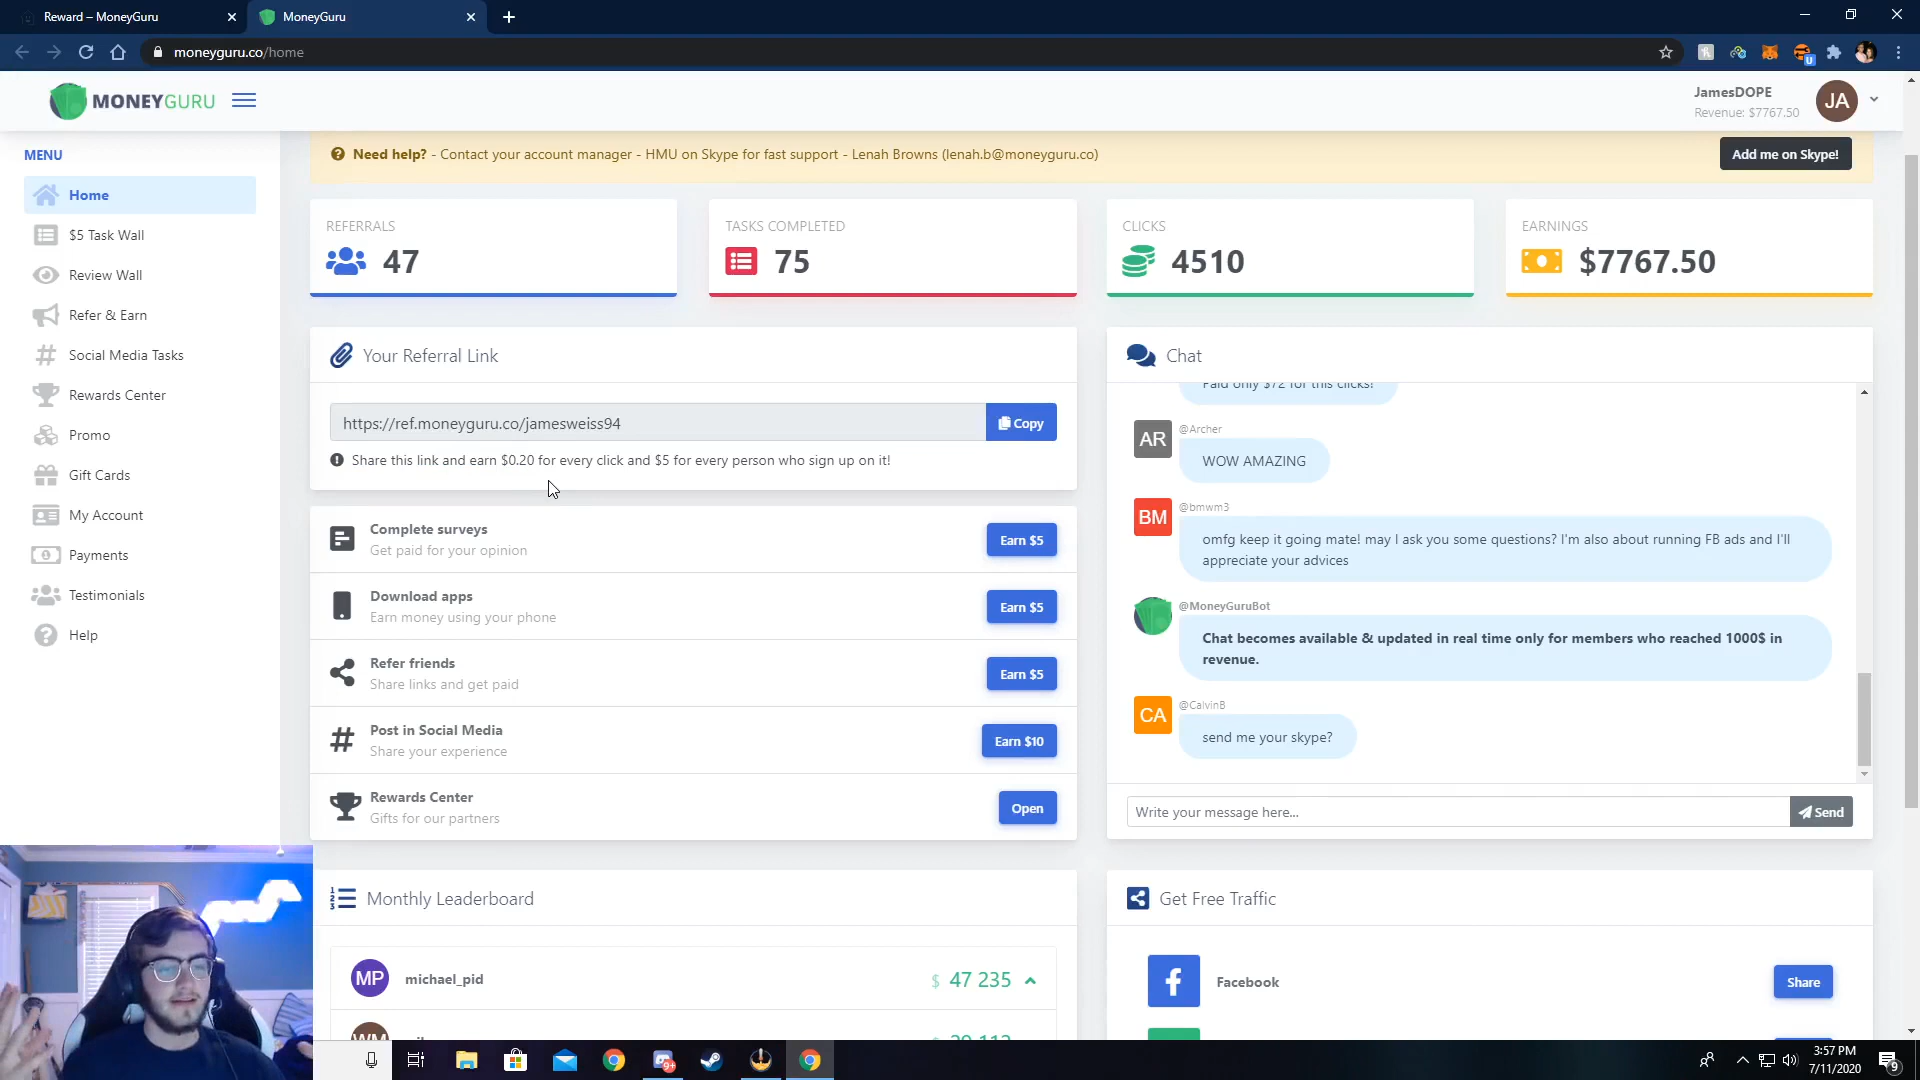 Reward – MoneyGuru
MoneyGuru
moneyguru.co/home
MONEYGURU
JamesDOPE
Revenue: $7767.50
JA
MENU
Home
$5 Task Wall
Review Wall
Refer & Earn
Social Media Tasks
Rewards Center
Promo
Gift Cards
My Account
Payments
Testimonials
Help
Need help? - Contact your account manager - HMU on Skype for fast support - Lenah Browns (lenah.b@moneyguru.co)
Add me on Skype!
REFERRALS
47
TASKS COMPLETED
75
CLICKS
4510
EARNINGS
$7767.50
Your Referral Link
https://ref.moneyguru.co/jamesweiss94
Copy
Share this link and earn $0.20 for every click and $5 for every person who sign up on it!
Complete surveys
Get paid for your opinion
Earn $5
Download apps
Earn money using your phone
Earn $5
Refer friends
Share links and get paid
Earn $5
Post in Social Media
Share your experience
Earn $10
Rewards Center
Gifts for our partners
Open
Chat
Paid only $72 for this clicks!
AR
@Archer
WOW AMAZING
BM
@bmwm3
omfg keep it going mate! may I ask you some questions? I'm also about running FB ads and I'll
appreciate your advices
@MoneyGuruBot
Chat becomes available & updated in real time only for members who reached 1000$ in
revenue.
CA
@CalvinB
send me your skype?
Write your message here...
Send
Monthly Leaderboard
MP
michael_pid
$ 47 235
Get Free Traffic
Facebook
Share
3:57 PM
7/11/2020